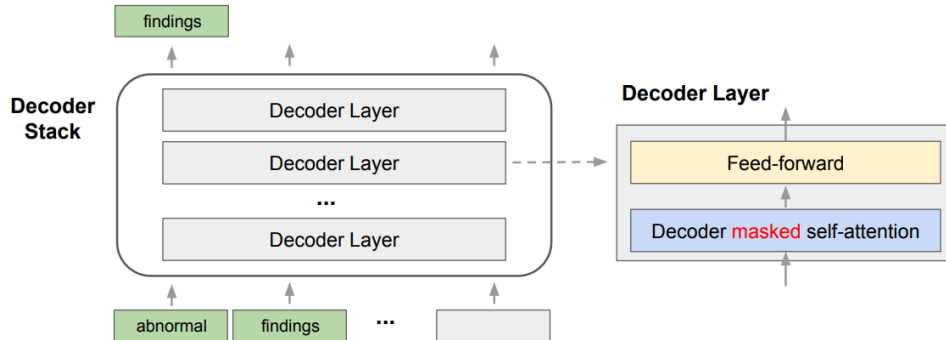 findings
Decoder
Stack
Decoder Layer
Decoder Layer
...
Decoder Layer
abnormal
findings
...
Decoder Layer
Feed-forward
Decoder masked self-attention